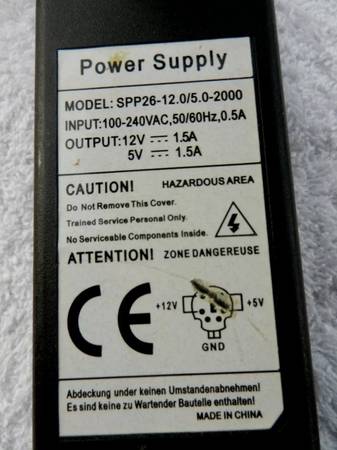 Power Supply
MODEL: SPP26-12.0/5.0-2000
INPUT:100-240VAC,50/60Hz,0.5A
OUTPUT:12V ⎓ 1.5A
5V ⎓ 1.5A
CAUTION! HAZARDOUS AREA
Do Not Remove This Cover.
Trained Service Personal Only.
No Serviceable Components Inside.
ATTENTION! ZONE DANGEREUSE
CE
+12V +5V
GND
Abdeckung under keinen Umstandenabnehmen!
Es sind keine zu Wartender Bauteile enthalten!
MADE IN CHINA